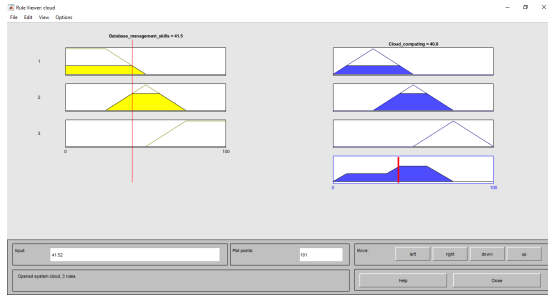 Rule Viewer: cloud
File Edit View Options
Database_management_skills = 41.5
Cloud_computing = 40.8
1
2
3
0 100
0 100
Input: 41.52
Plot points: 101
Move: left right down up
Opened system cloud, 3 rules
Help Close